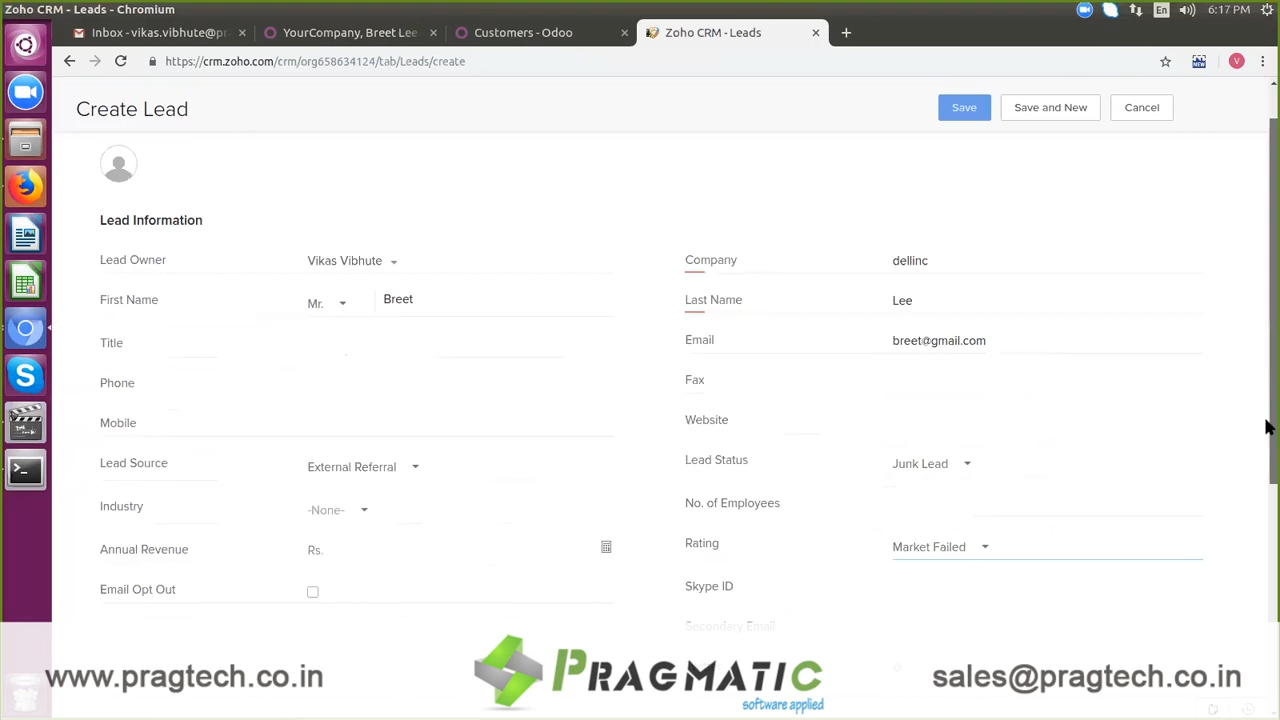 Zoho CRM - Leads - Chromium
En
6:17 PM
Inbox - vikas.vibhute@pr
YourCompany, Breet Lee
Customers - Odoo
Zoho CRM - Leads
https://crm.zoho.com/crm/org658634124/tab/Leads/create
NEW
V
Create Lead
Save
Save and New
Cancel
Lead Information
Lead Owner
Vikas Vibhute
Company
dellinc
First Name
Mr.
Breet
Last Name
Lee
Title
Email
breet@gmail.com
Phone
Fax
Mobile
Website
Lead Source
External Referral
Lead Status
Junk Lead
Industry
-None-
No. of Employees
Annual Revenue
Rs.
Rating
Market Failed
Email Opt Out
Skype ID
Secondary Email
www.pragtech.co.in
PRAGMATIC
software applied
sales@pragtech.co.in